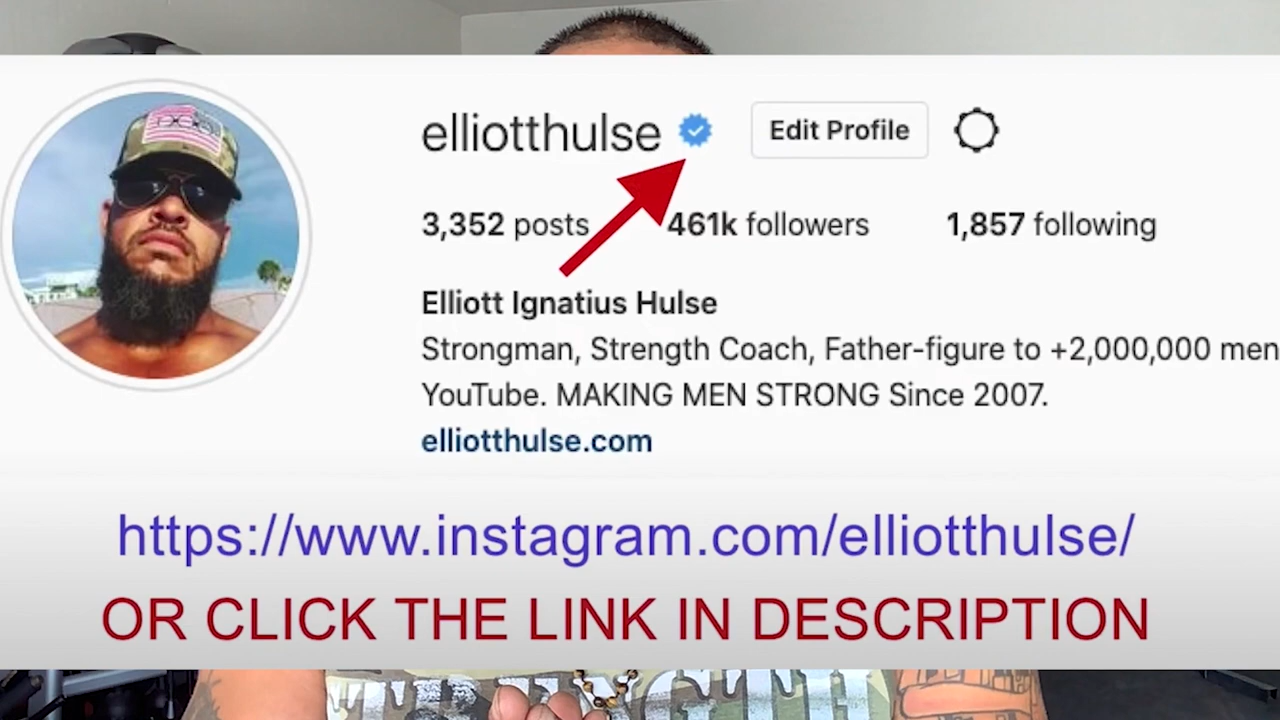 elliotthulse Edit Profile
3,352 posts 461k followers 1,857 following
Elliott Ignatius Hulse
Strongman, Strength Coach, Father-figure to +2,000,000 men
YouTube. MAKING MEN STRONG Since 2007.
elliotthulse.com
https://www.instagram.com/elliotthulse/
OR CLICK THE LINK IN DESCRIPTION